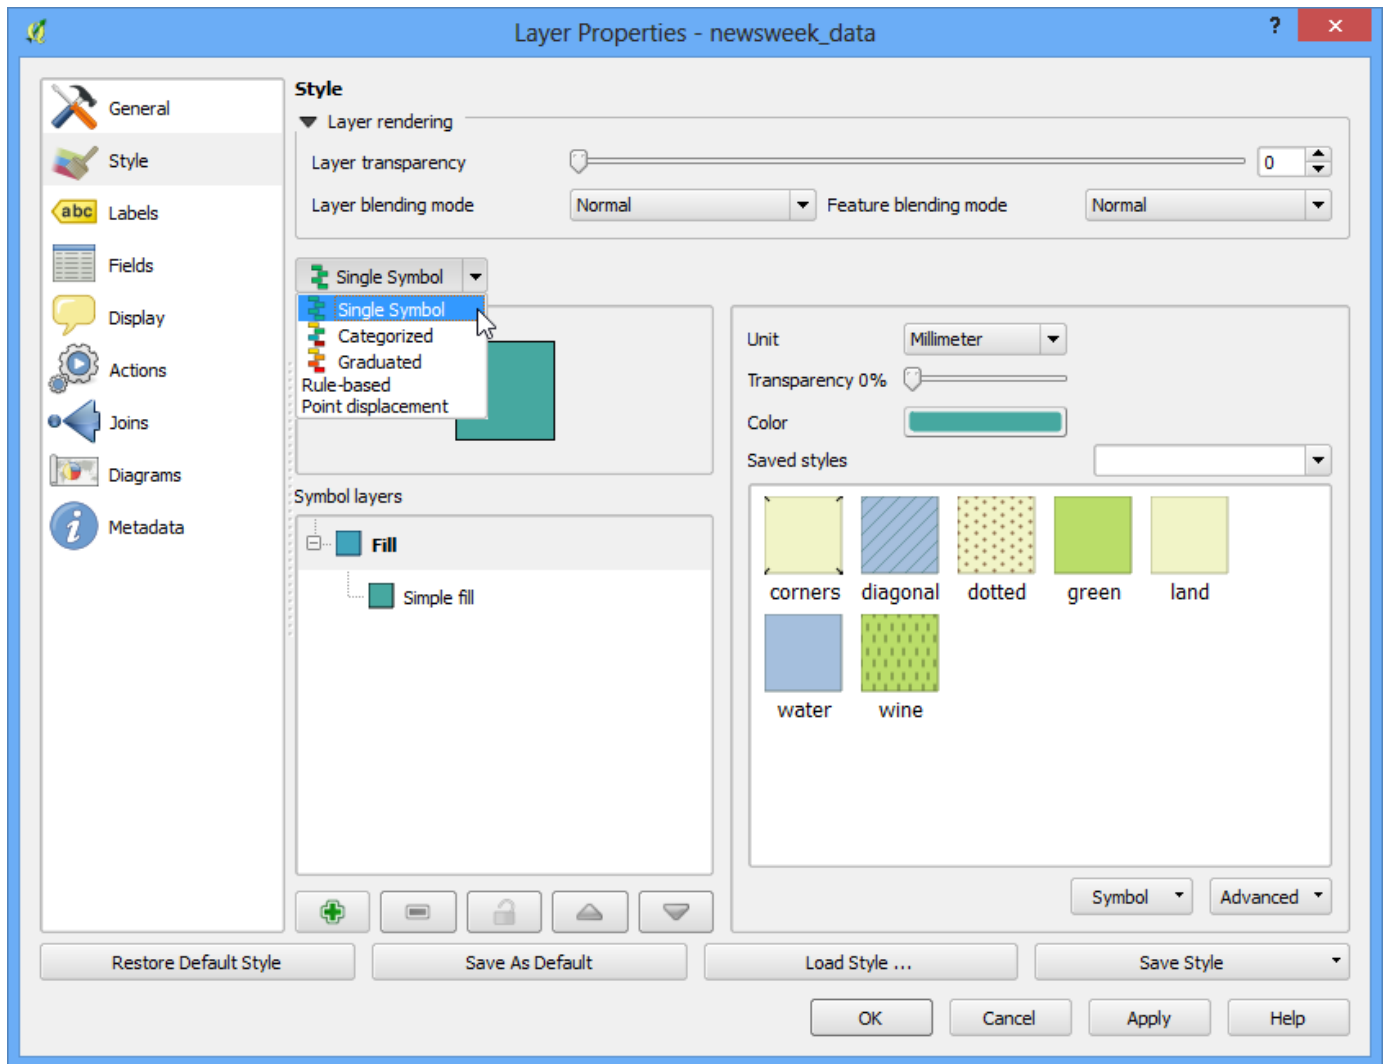 Layer Properties - newsweek_data
?
General
Style
Labels
Fields
Display
Actions
Joins
Diagrams
Metadata
abc
Style
Layer rendering
Layer transparency
0
Layer blending mode Normal Feature blending mode Normal
Single Symbol
Single Symbol
Categorized
Graduated
Rule-based
Point displacement
Symbol layers
Fill
Simple fill
Unit Millimeter
Transparency 0%
Color
Saved styles
corners diagonal dotted green land
water wine
Symbol Advanced
Restore Default Style Save As Default Load Style ... Save Style
OK Cancel Apply Help